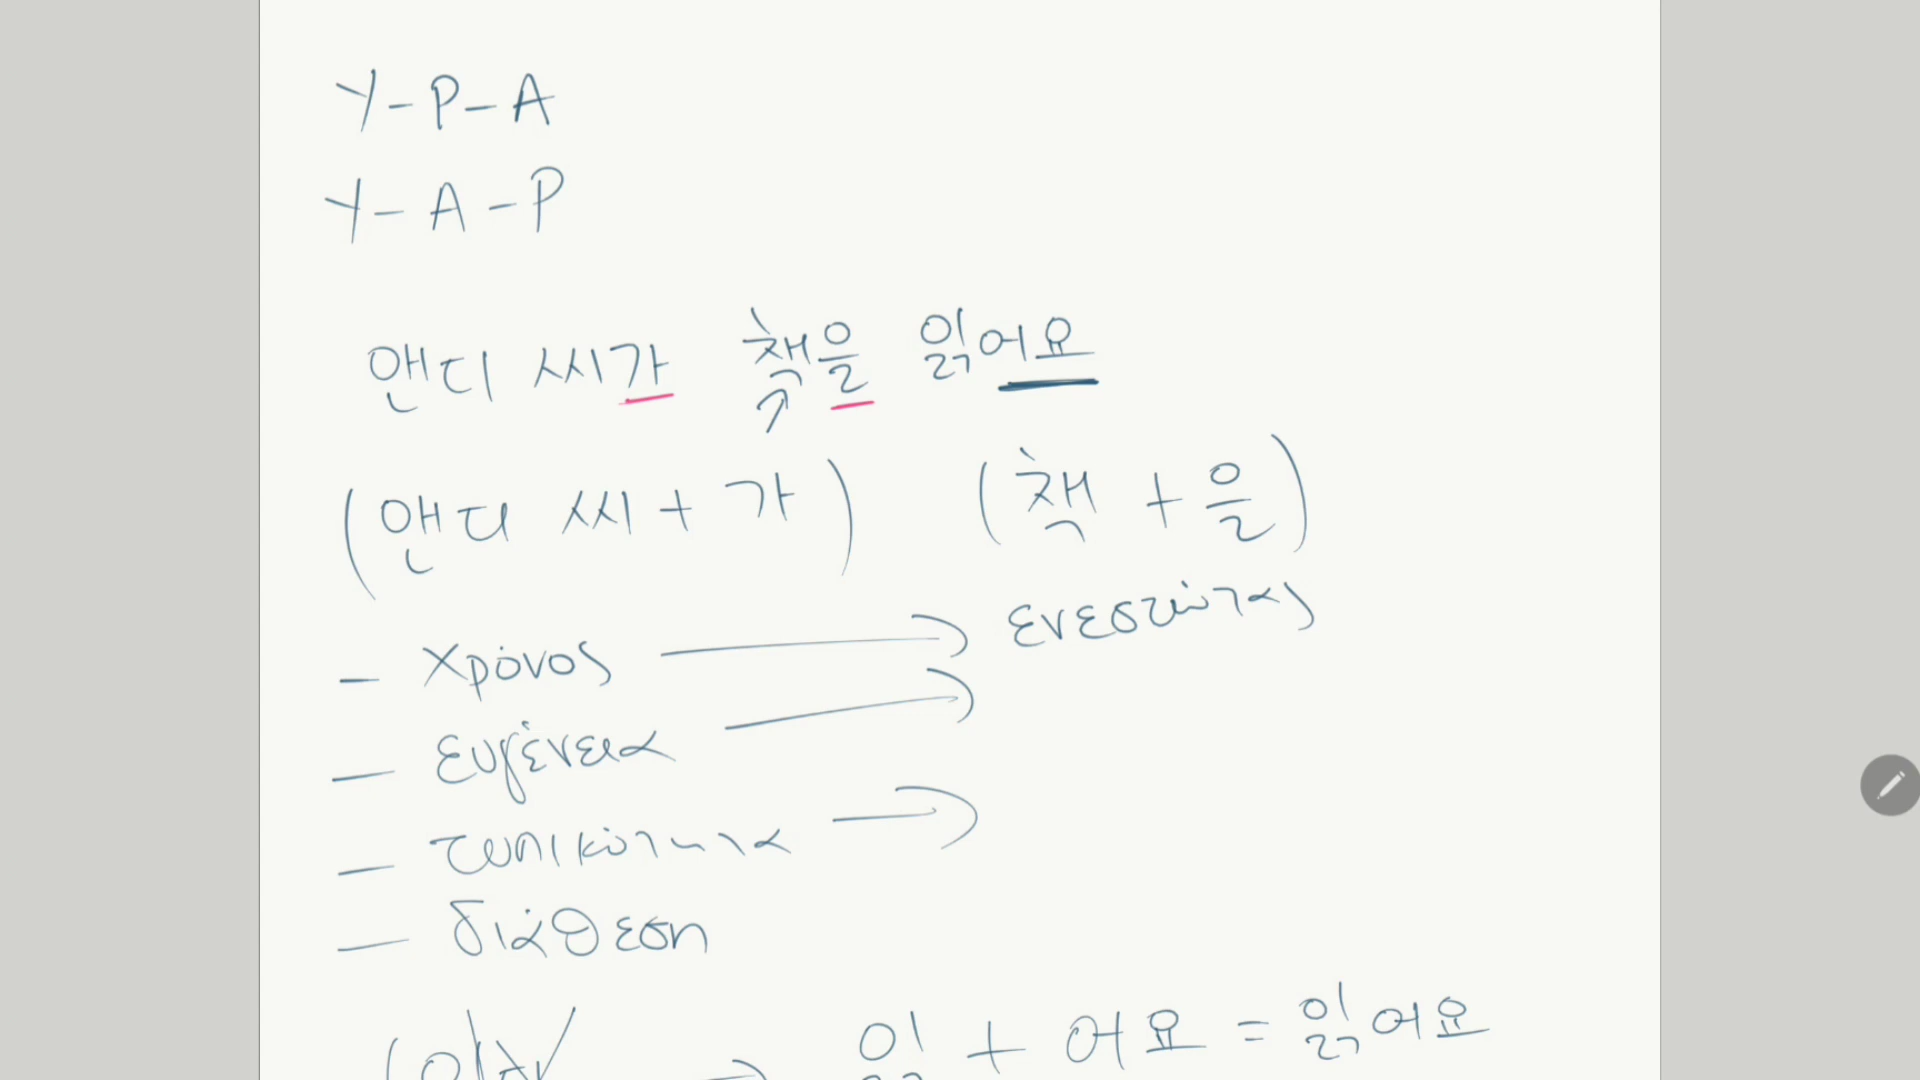 Υ-Ρ-Α
Υ-Α-Ρ
앤디 씨가 책을 읽어요
(앤디 씨 + 가) (책 + 을)
- Χρόνος → ενεστώτας
- ευγένεια →
- τυπικότητα →
- διάθεση
읽 + 어요 = 읽어요